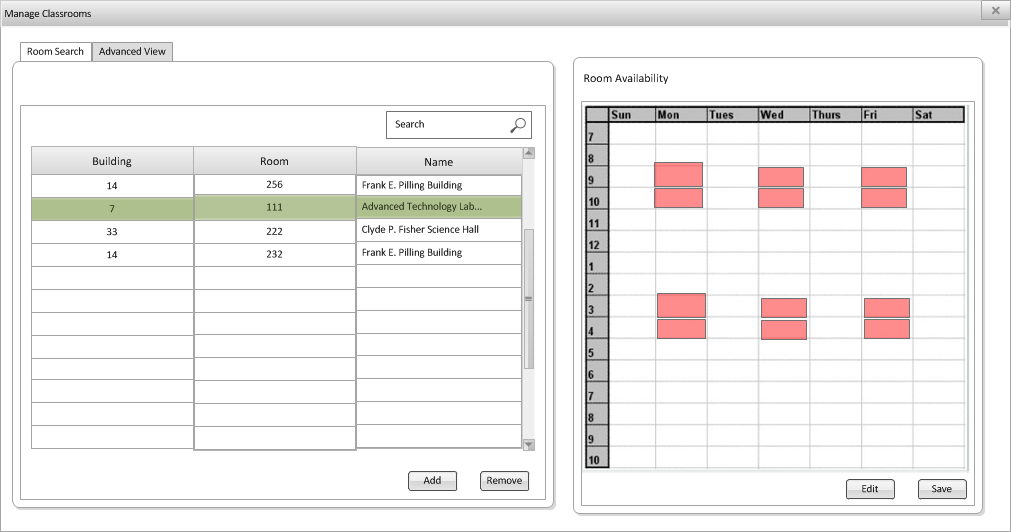 Manage Classrooms
Room Search Advanced View
Search
Building Room Name
14 256 Frank E. Pilling Building
7 111 Advanced Technology Lab...
33 222 Clyde P. Fisher Science Hall
14 232 Frank E. Pilling Building
Add Remove
Room Availability
Sun Mon Tues Wed Thurs Fri Sat
7
8
9
10
11
12
1
2
3
4
5
6
7
8
9
10
Edit Save